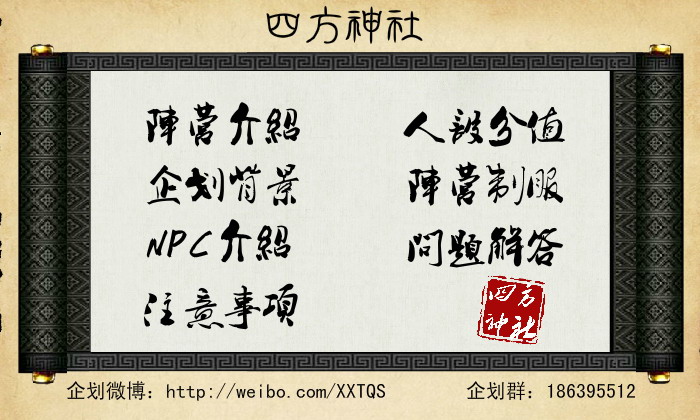 四方神社
陣营介紹
人設分值
企划背景
陣营制服
NPC介紹
問題解答
注意事項
四方
神社
企划微博：http://weibo.com/XXTQS
企划群：186395512